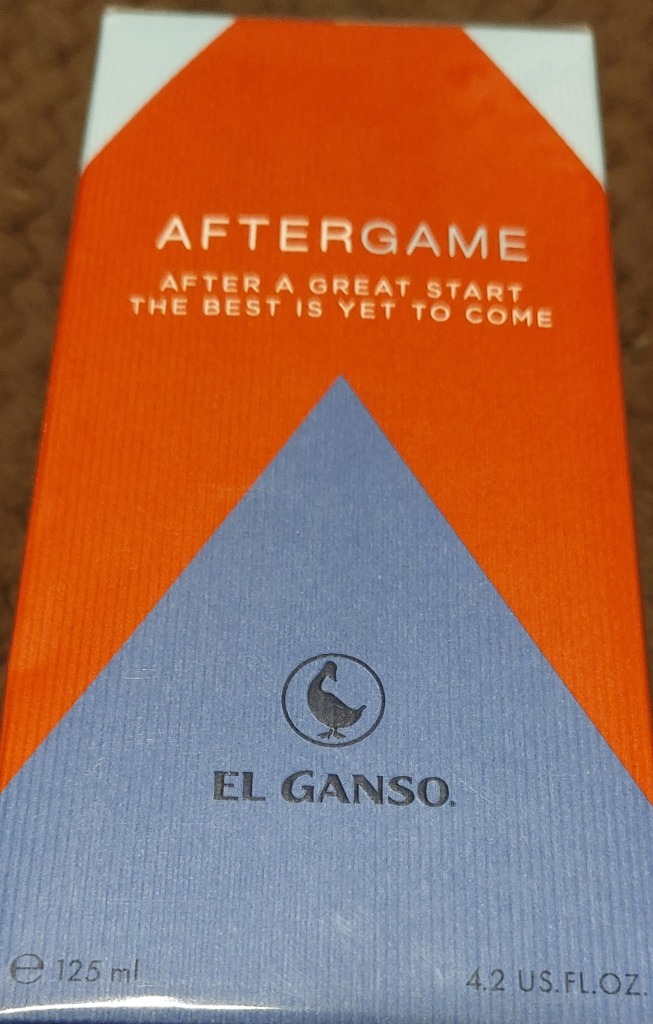 AFTERGAME
AFTER A GREAT START
THE BEST IS YET TO COME
EL GANSO.
℮ 125 ml
4.2 US.FL.OZ.